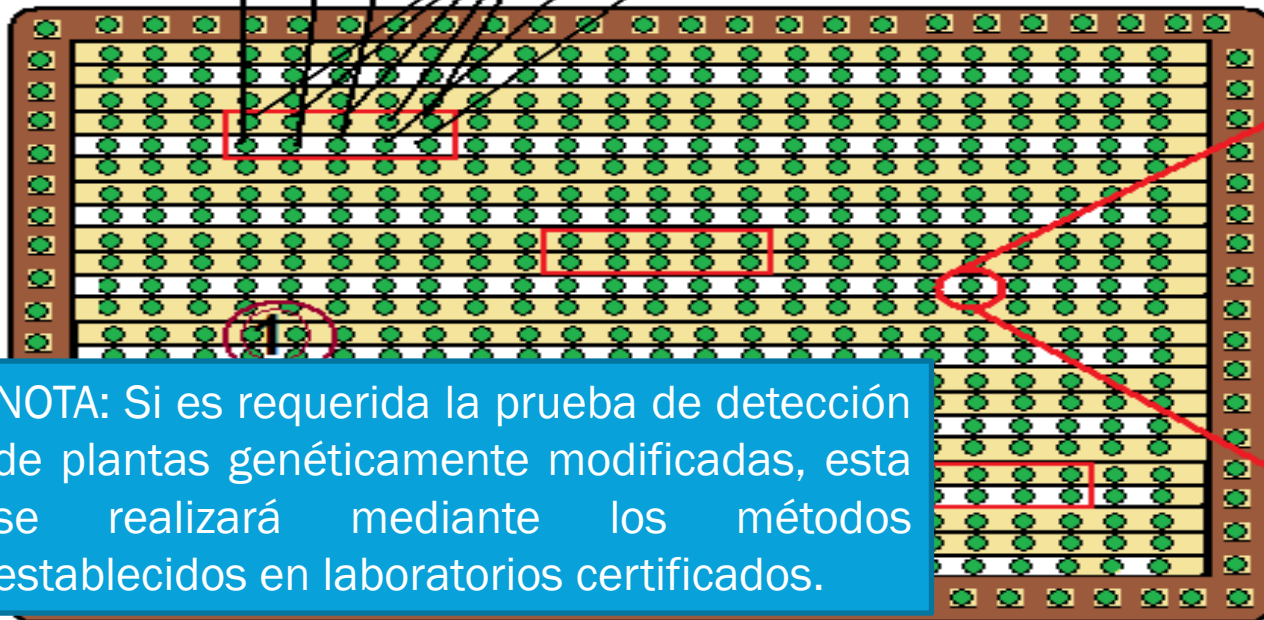 1
NOTA: Si es requerida la prueba de detección
de plantas genéticamente modificadas, esta
se realizará mediante los métodos
establecidos en laboratorios certificados.